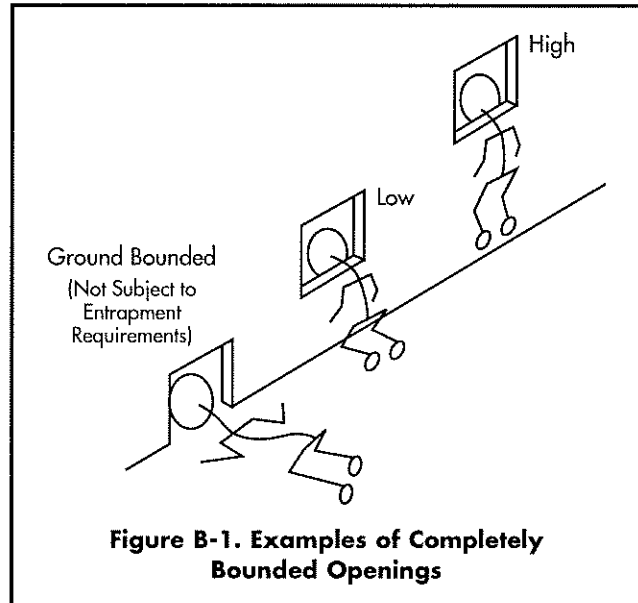 High
Low
Ground Bounded
(Not Subject to
Entrapment
Requirements)
Figure B-1. Examples of Completely
Bounded Openings